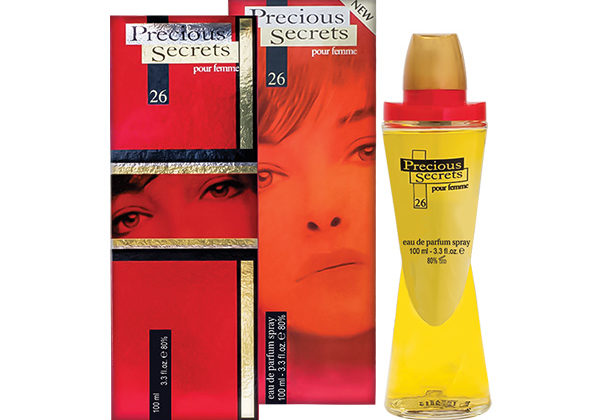 Precious
Secrets
pour femme
26
100 ml 3.3 fl.oz. ℮ 80%
NEW
Precious
Secrets
pour femme
26
eau de parfum spray
100 ml - 3.3 fl.oz. ℮ 80%
Precious
Secrets
pour femme
26
eau de parfum spray
100 ml - 3.3 fl.oz. ℮
80%